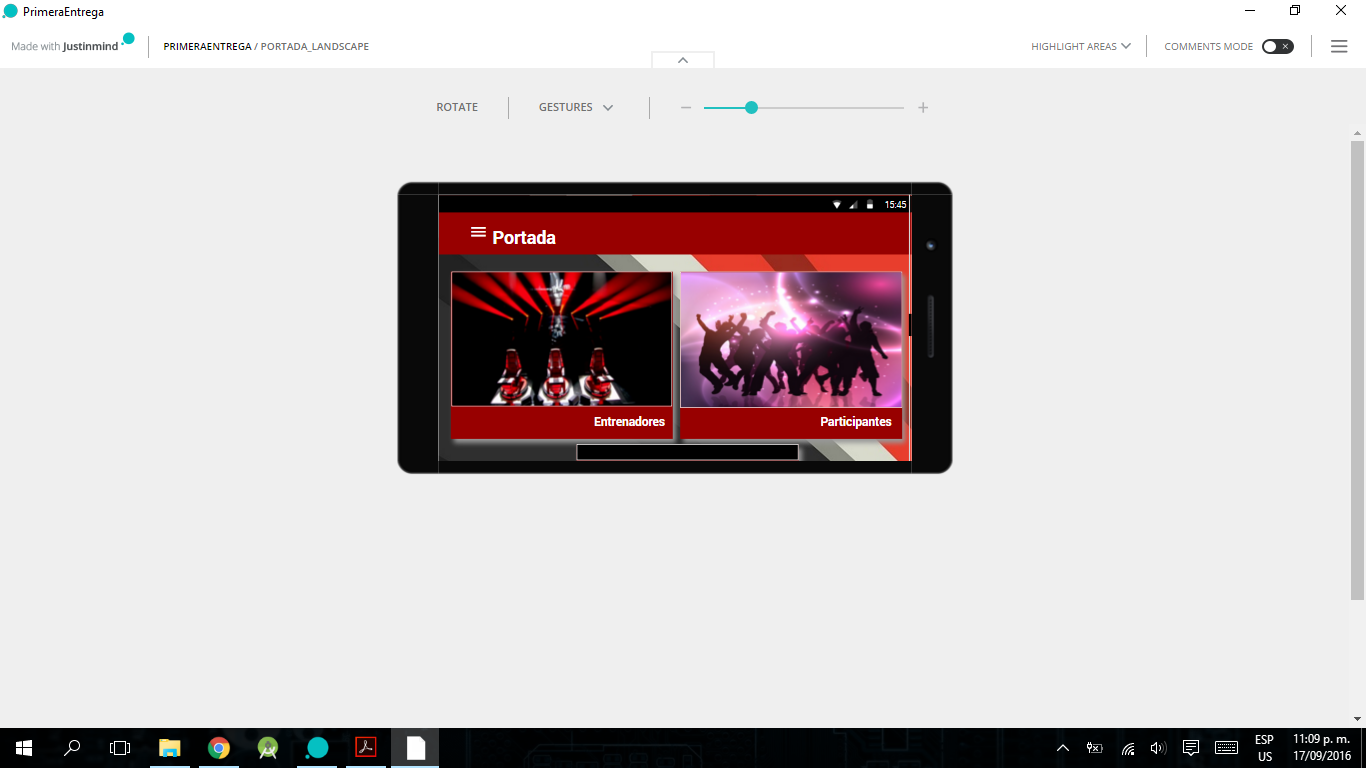 PrimeraEntrega
Made with Justinmind
PRIMERAENTREGA / PORTADA_LANDSCAPE
HIGHLIGHT AREAS
COMMENTS MODE
ROTATE
GESTURES
15:45
Portada
Entrenadores
Participantes
ESP
US
11:09 p. m.
17/09/2016